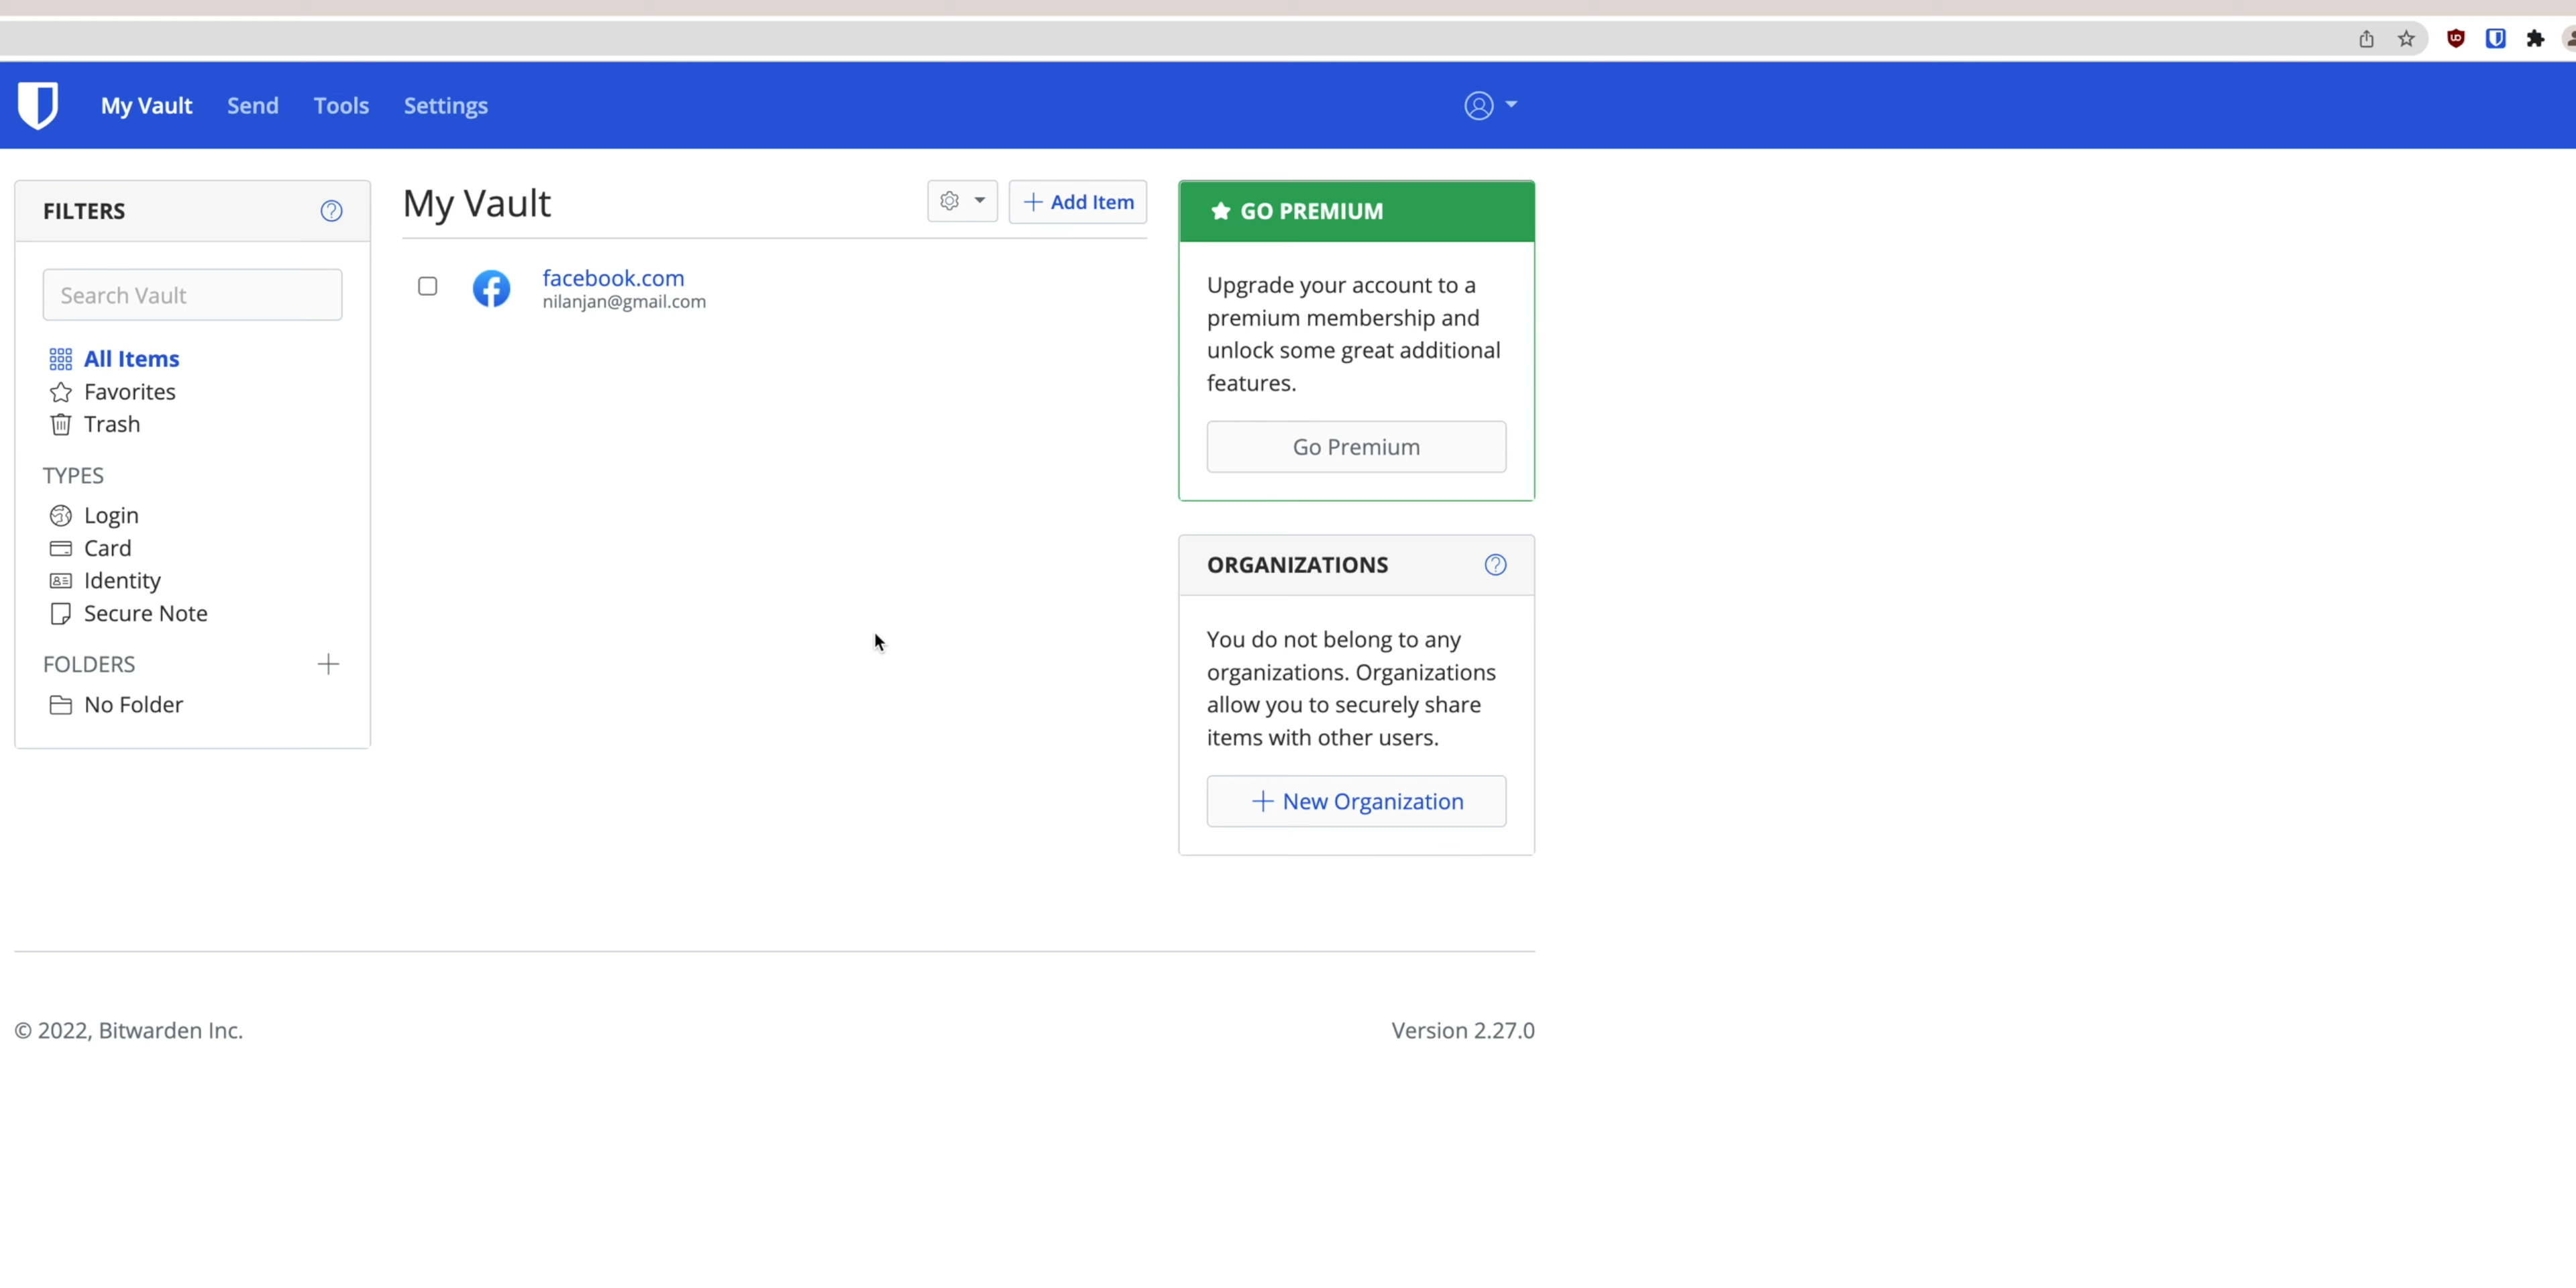 My Vault Send Tools Settings
FILTERS
Search Vault
All Items
Favorites
Trash
TYPES
Login
Card
Identity
Secure Note
FOLDERS
No Folder
My Vault
Add Item
facebook.com
nilanjan@gmail.com
GO PREMIUM
Upgrade your account to a
premium membership and
unlock some great additional
features.
Go Premium
ORGANIZATIONS
You do not belong to any
organizations. Organizations
allow you to securely share
items with other users.
New Organization
© 2022, Bitwarden Inc.
Version 2.27.0